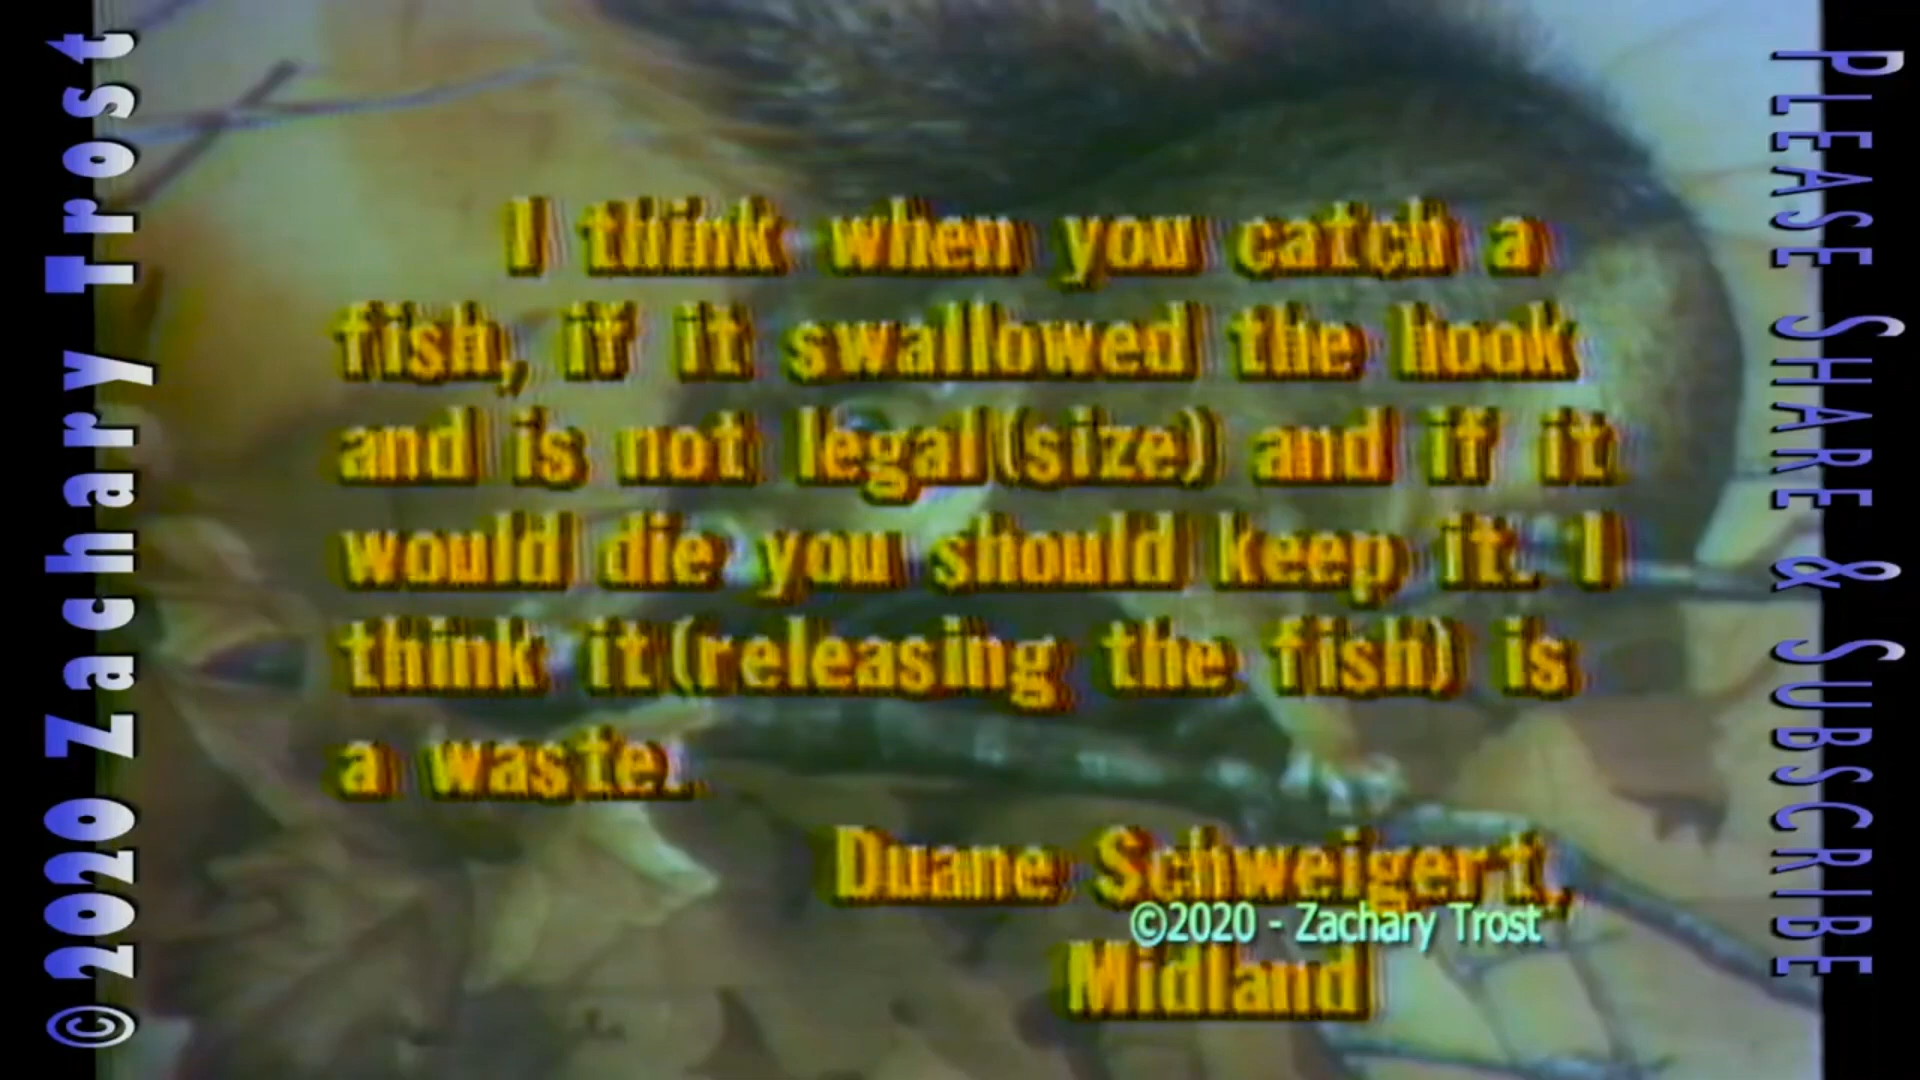 I think when you catch a
fish, if it swallowed the hook
and is not legal(size) and if it
would die you should keep it. I
think it(releasing the fish) is
a waste.
Duane Schweigert,
©2020 - Zachary Trost
Midland
©2020 Zachary Trost
PLEASE SHARE & SUBSCRIBE